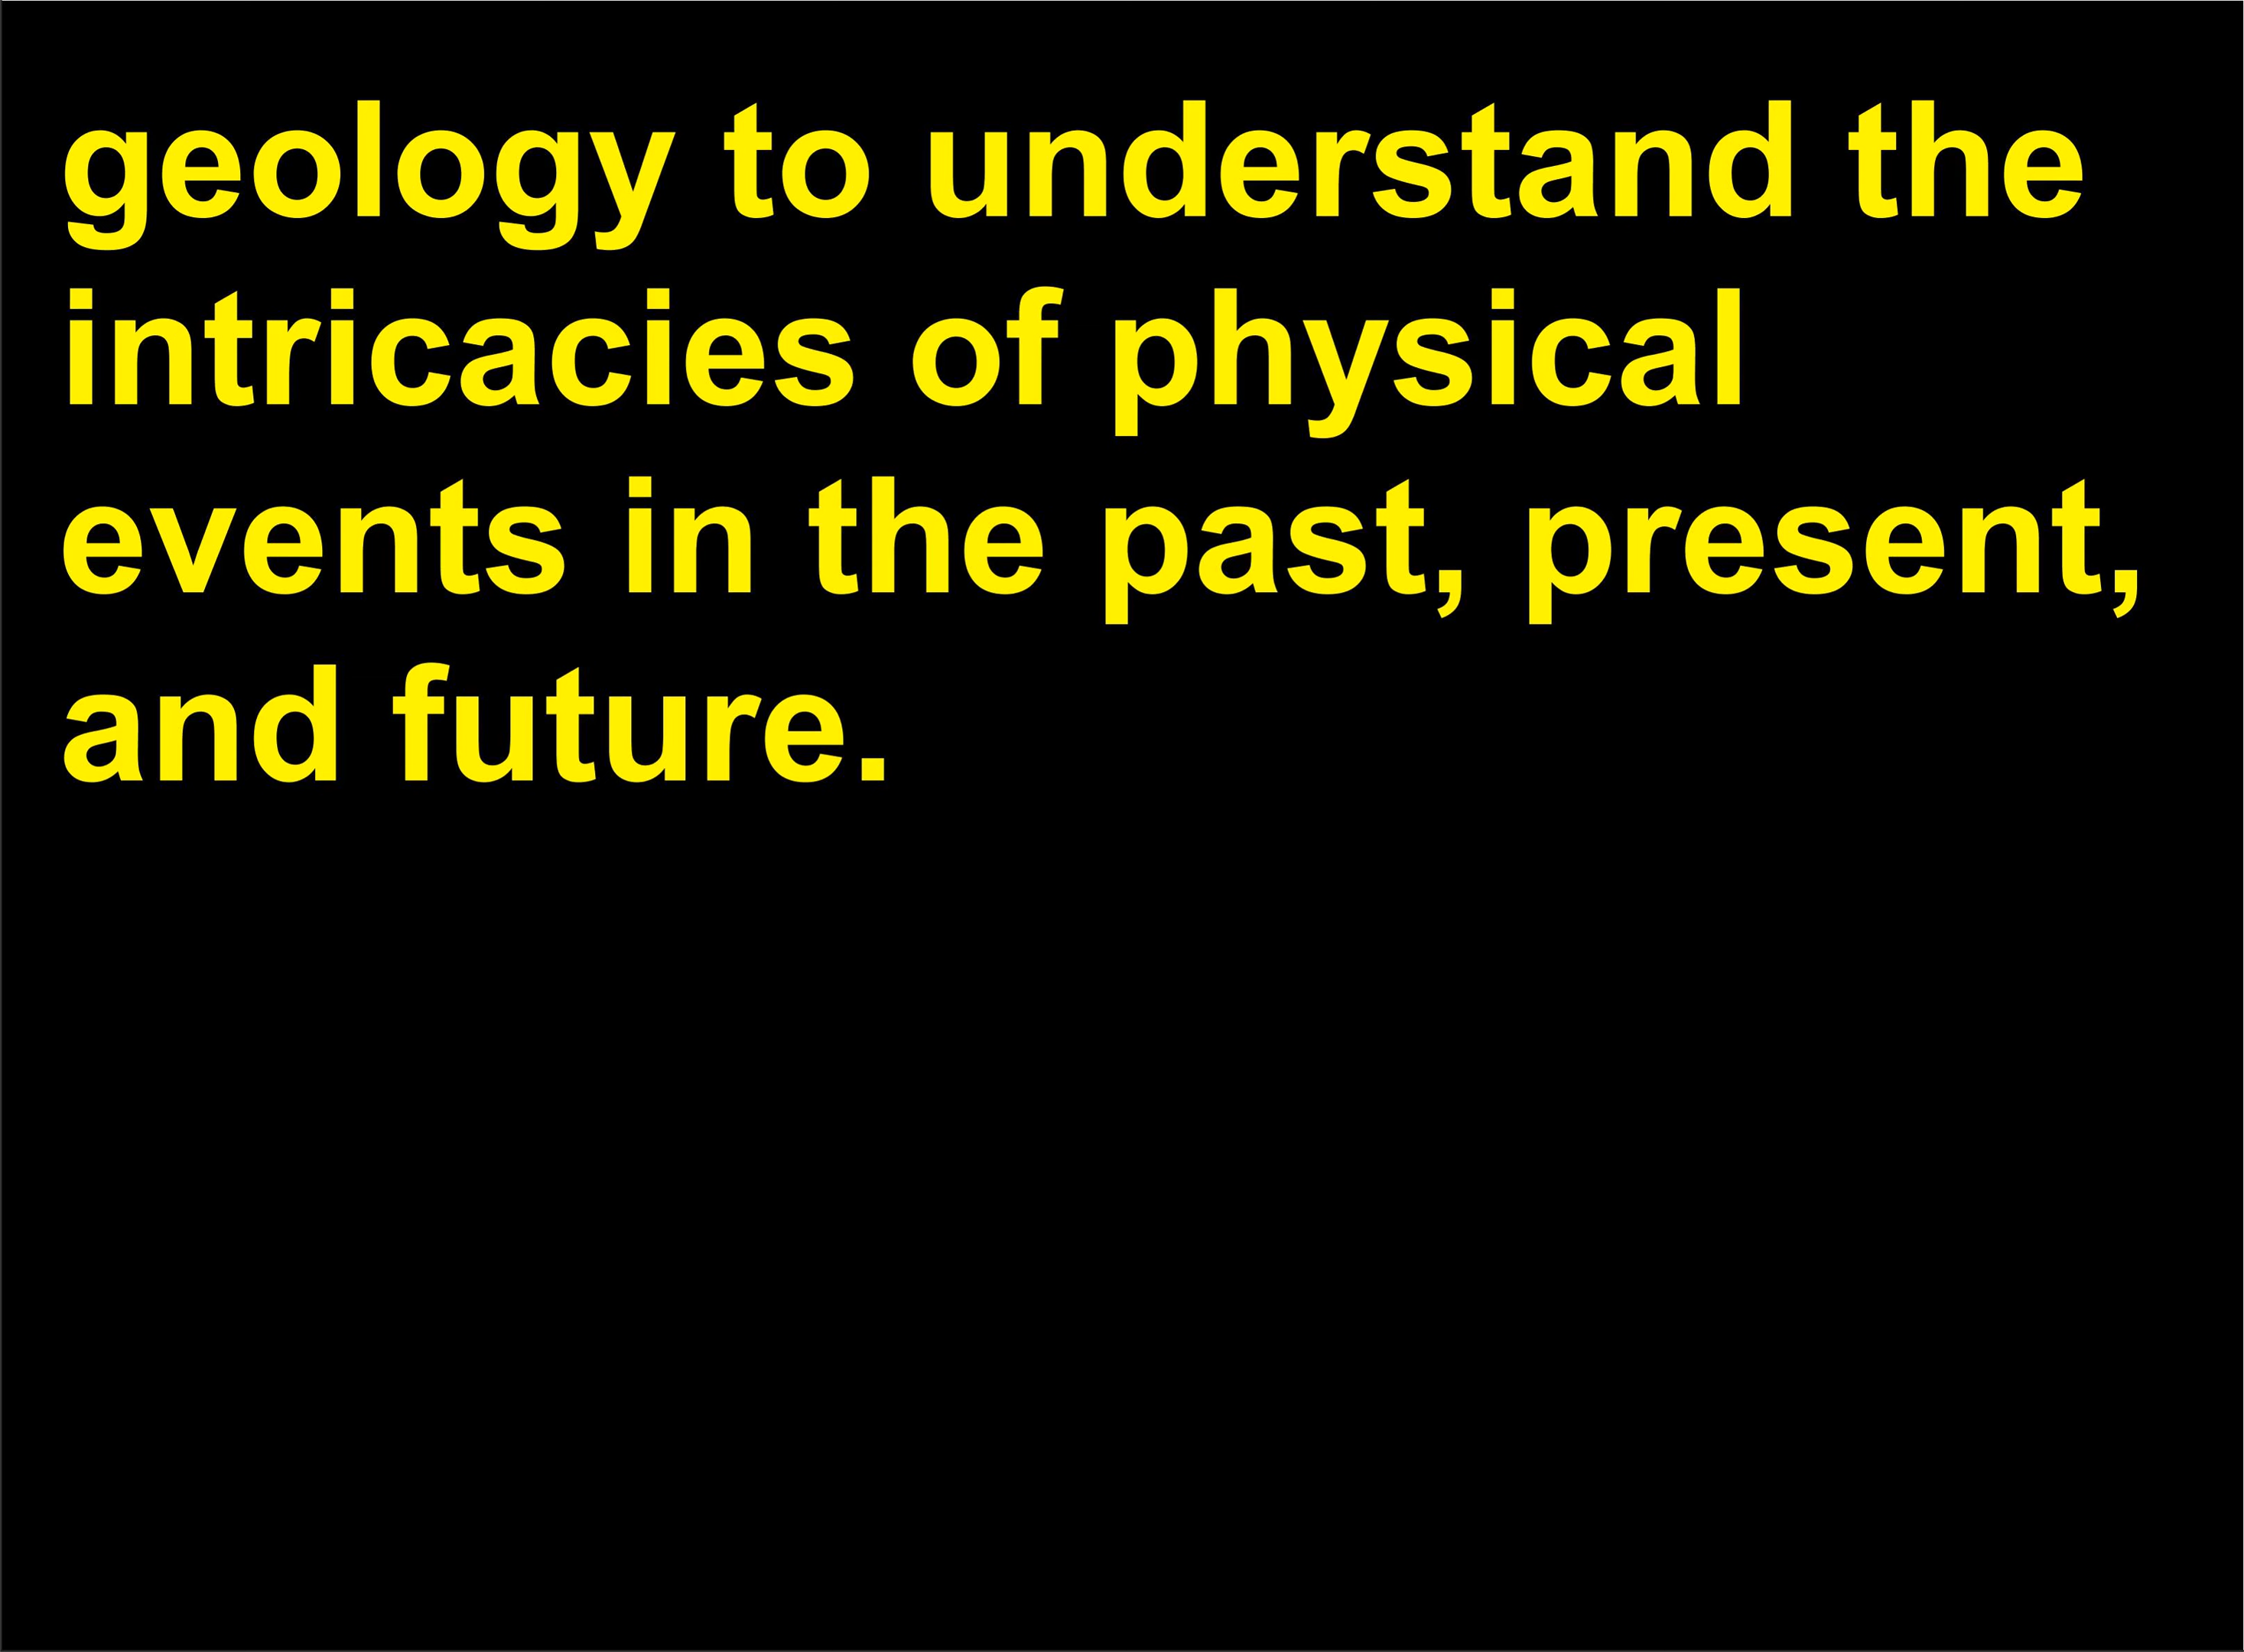 geology to understand the
intricacies of physical
events in the past, present,
and future.